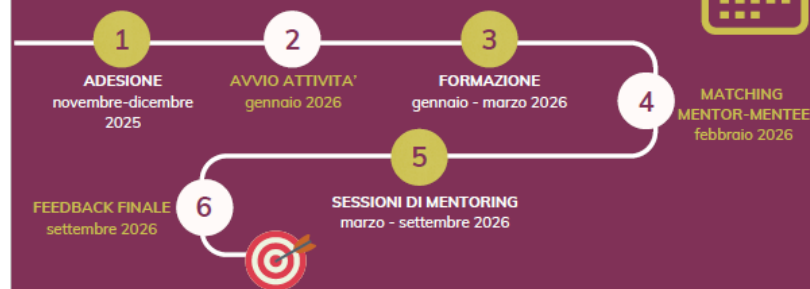 1
ADESIONE
novembre-dicembre
2025
2
AVVIO ATTIVITA'
gennaio 2026
3
FORMAZIONE
gennaio - marzo 2026
4
MATCHING
MENTOR-MENTEE
febbraio 2026
5
SESSIONI DI MENTORING
marzo - settembre 2026
6
FEEDBACK FINALE
settembre 2026